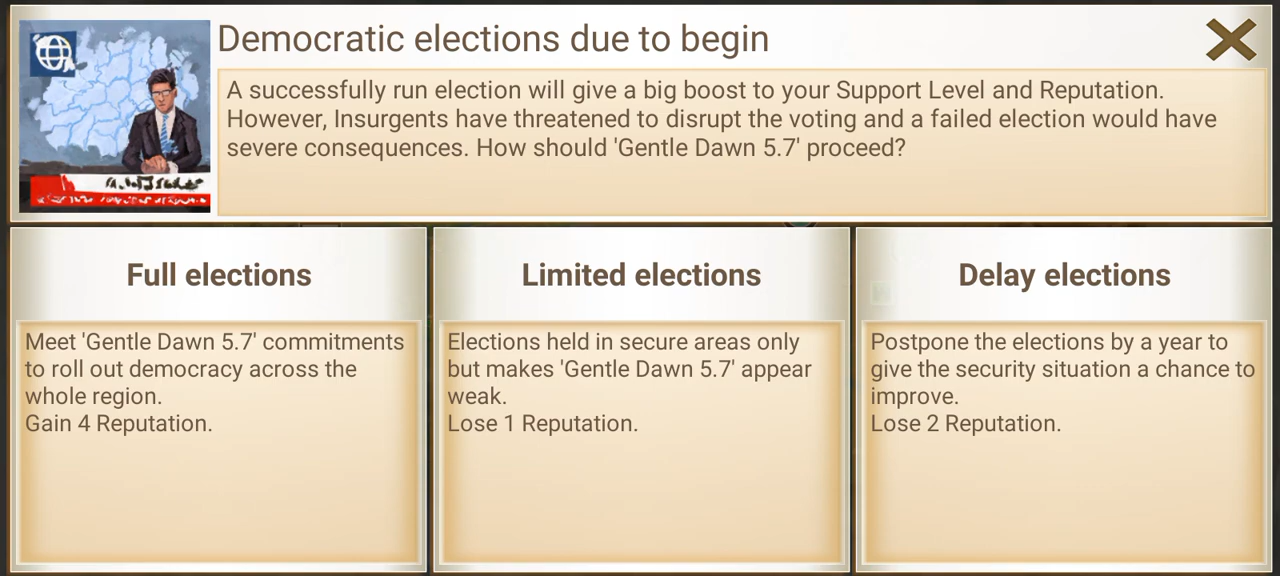 Democratic elections due to begin
A successfully run election will give a big boost to your Support Level and Reputation.
However, Insurgents have threatened to disrupt the voting and a failed election would have
severe consequences. How should 'Gentle Dawn 5.7' proceed?
Full elections
Meet 'Gentle Dawn 5.7' commitments
to roll out democracy across the
whole region.
Gain 4 Reputation.
Limited elections
Elections held in secure areas only
but makes 'Gentle Dawn 5.7' appear
weak.
Lose 1 Reputation.
Delay elections
Postpone the elections by a year to
give the security situation a chance to
improve.
Lose 2 Reputation.